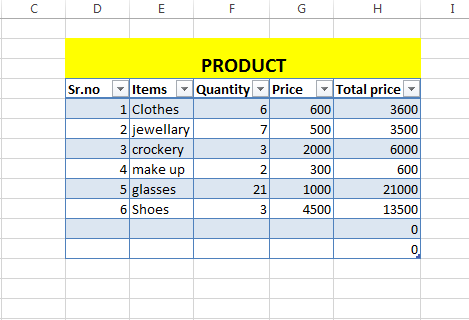 C D E F G H I
PRODUCT
Sr.no Items Quantity Price Total price
1 Clothes 6 600 3600
2 jewellary 7 500 3500
3 crockery 3 2000 6000
4 make up 2 300 600
5 glasses 21 1000 21000
6 Shoes 3 4500 13500
0
0